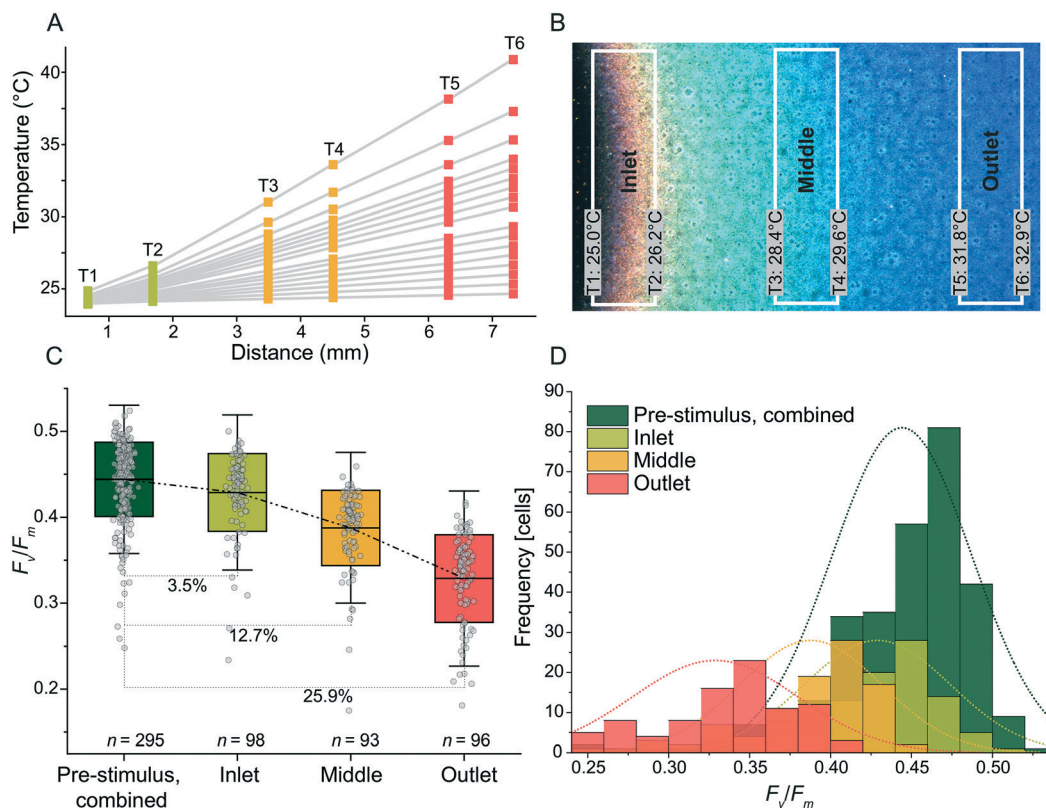 A
Temperature (°C)
40
35
30
25
T1
T2
T3
T4
T5
T6
1
2
3
4
5
6
7
Distance (mm)
B
Inlet
Middle
Outlet
T1: 25.0°C
T2: 26.2°C
T3: 28.4°C
T4: 29.6°C
T5: 31.8°C
T6: 32.9°C
C
Fv/Fm
0.5
0.4
0.3
0.2
3.5%
12.7%
25.9%
n = 295
n = 98
n = 93
n = 96
Pre-stimulus,
combined
Inlet
Middle
Outlet
D
Frequency [cells]
90
80
70
60
50
40
30
20
10
0
Pre-stimulus, combined
Inlet
Middle
Outlet
0.25
0.30
0.35
0.40
0.45
0.50
Fv/Fm